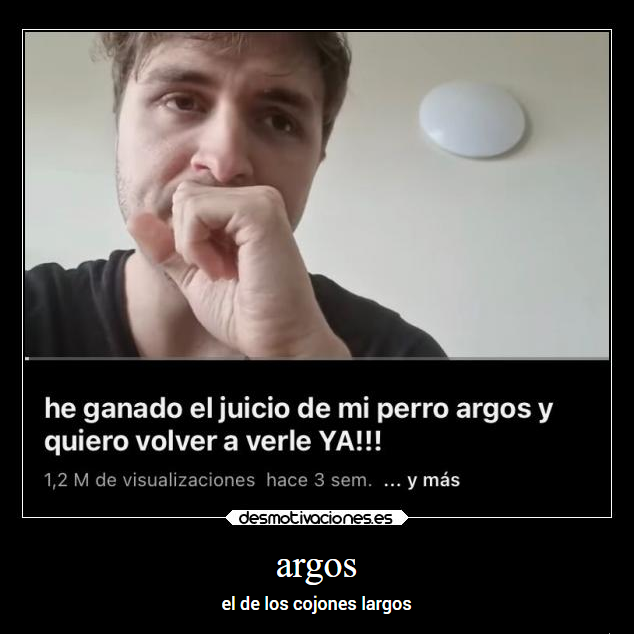 he ganado el juicio de mi perro argos y
quiero volver a verle YA!!!
1,2 M de visualizaciones hace 3 sem. ... y más
desmotivaciones.es
argos
el de los cojones largos